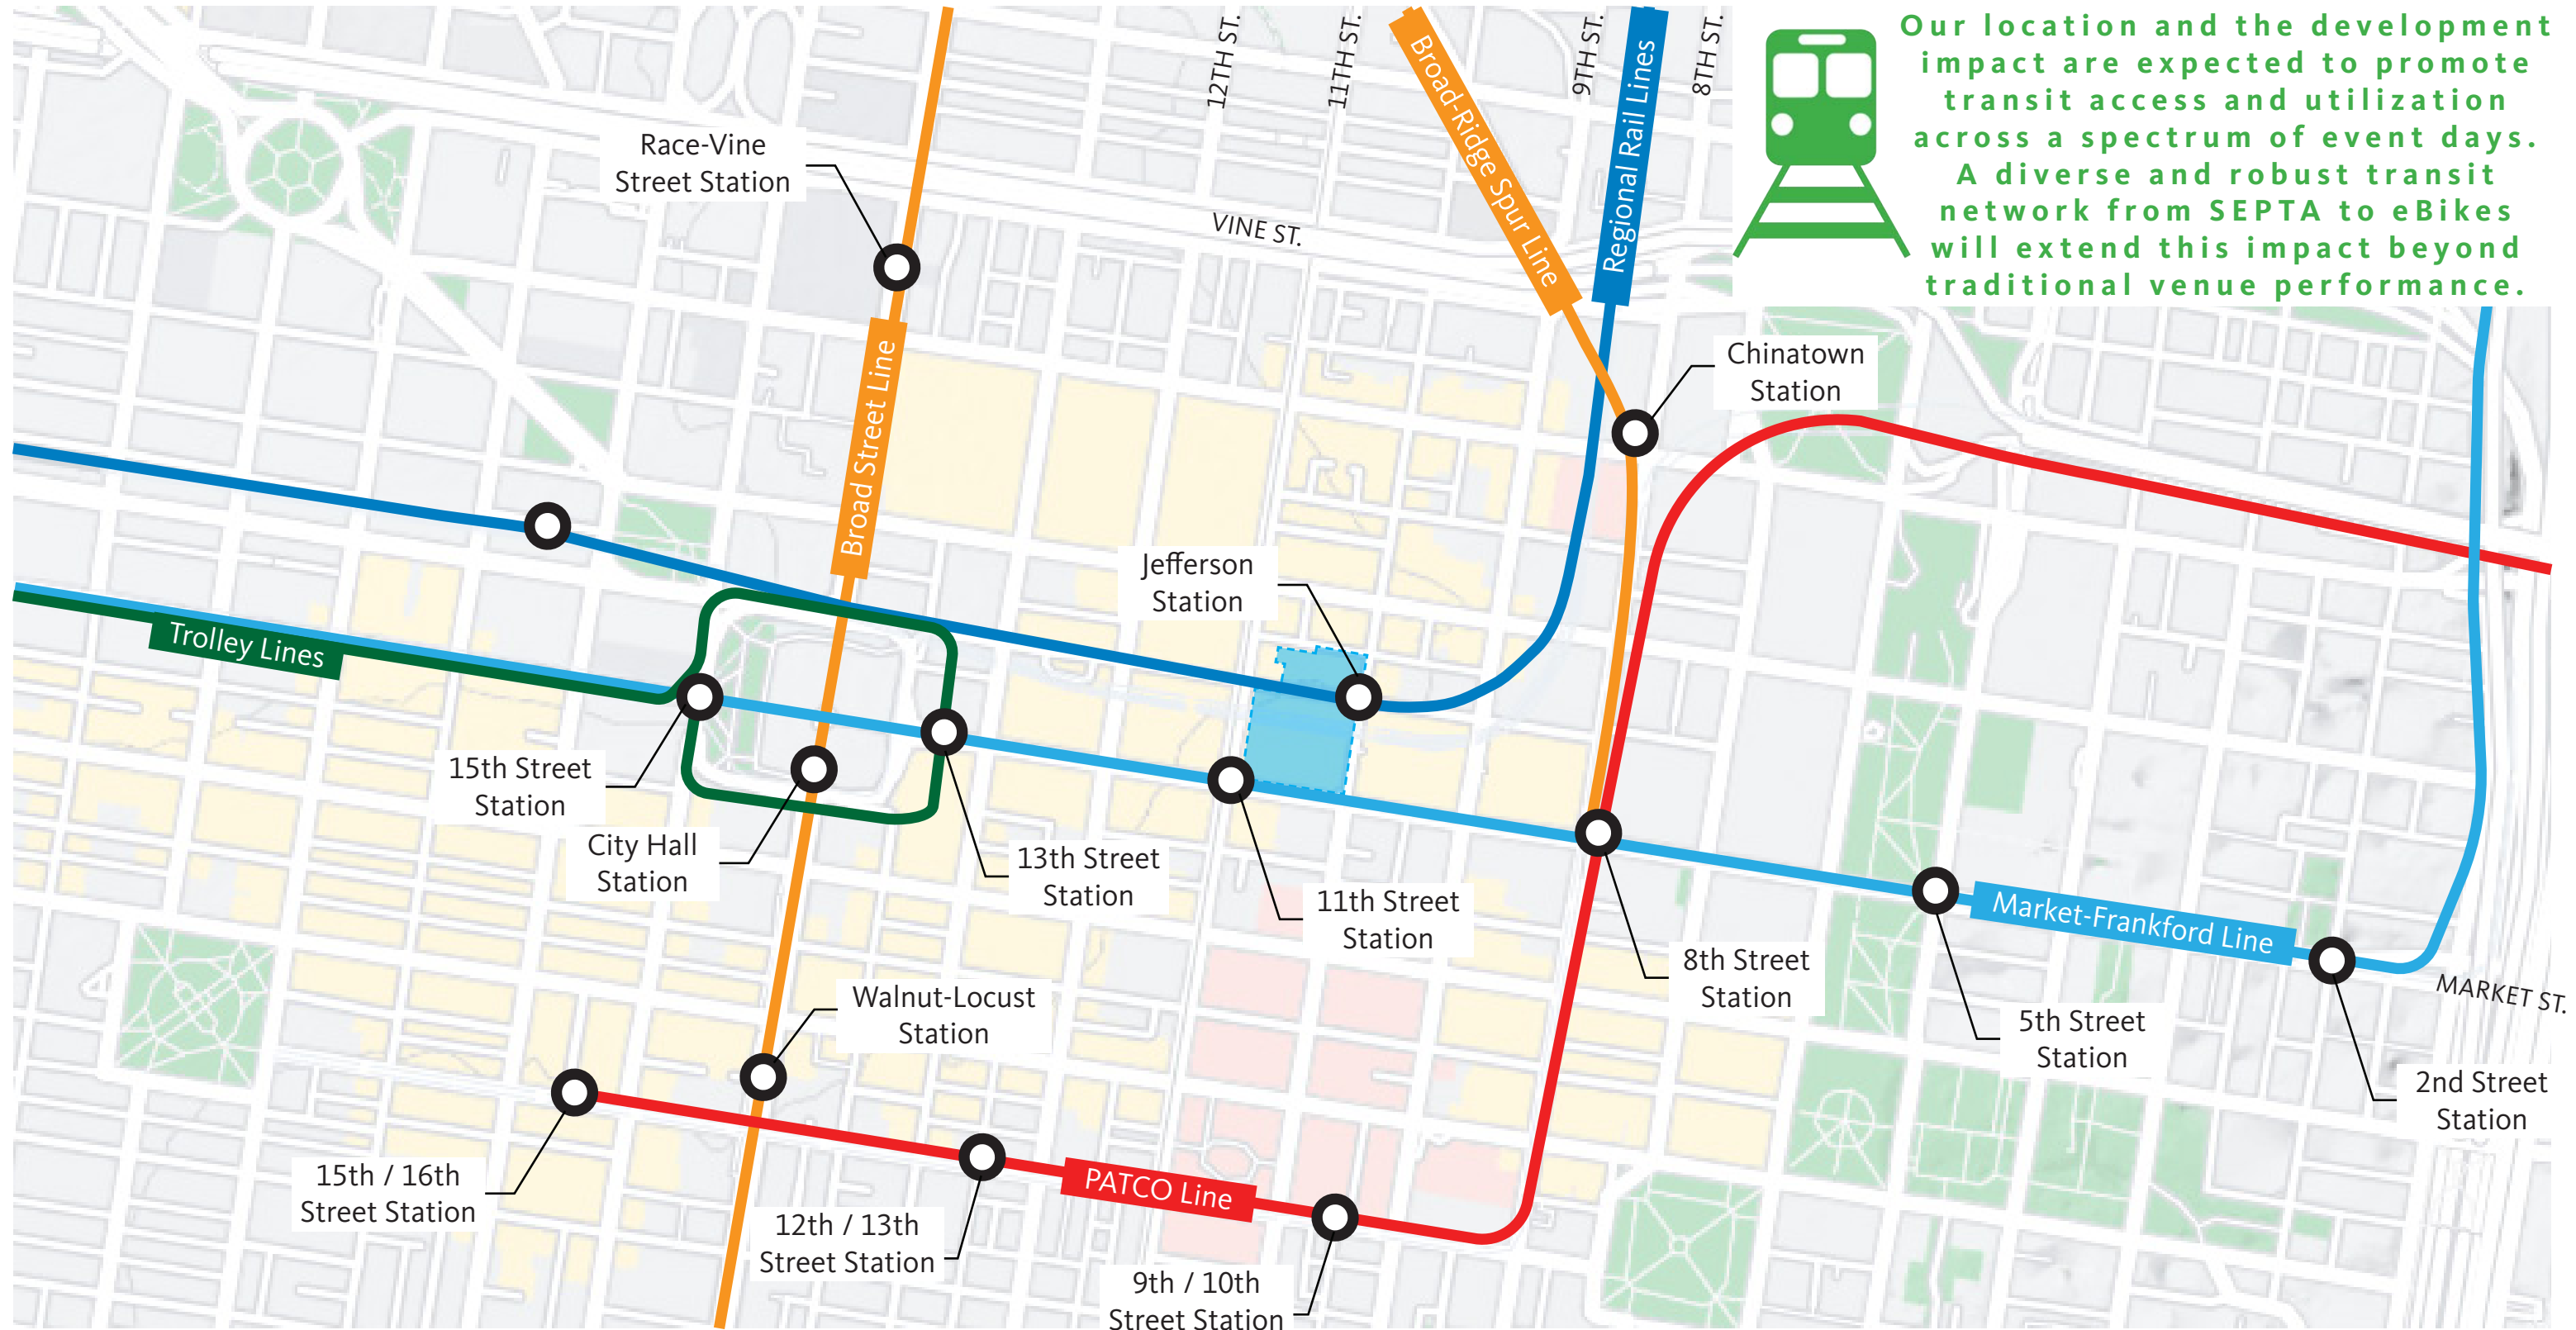 Our location and the development
impact are expected to promote
transit access and utilization
across a spectrum of event days.
A diverse and robust transit
network from SEPTA to eBikes
will extend this impact beyond
traditional venue performance.
12TH ST.
11TH ST.
9TH ST.
8TH ST.
Broad-Ridge Spur Line
Regional Rail Lines
Race-Vine
Street Station
VINE ST.
Chinatown
Station
Broad Street Line
Jefferson
Station
Trolley Lines
15th Street
Station
City Hall
Station
13th Street
Station
11th Street
Station
8th Street
Station
Market-Frankford Line
MARKET ST.
5th Street
Station
2nd Street
Station
Walnut-Locust
Station
15th / 16th
Street Station
12th / 13th
Street Station
PATCO Line
9th / 10th
Street Station